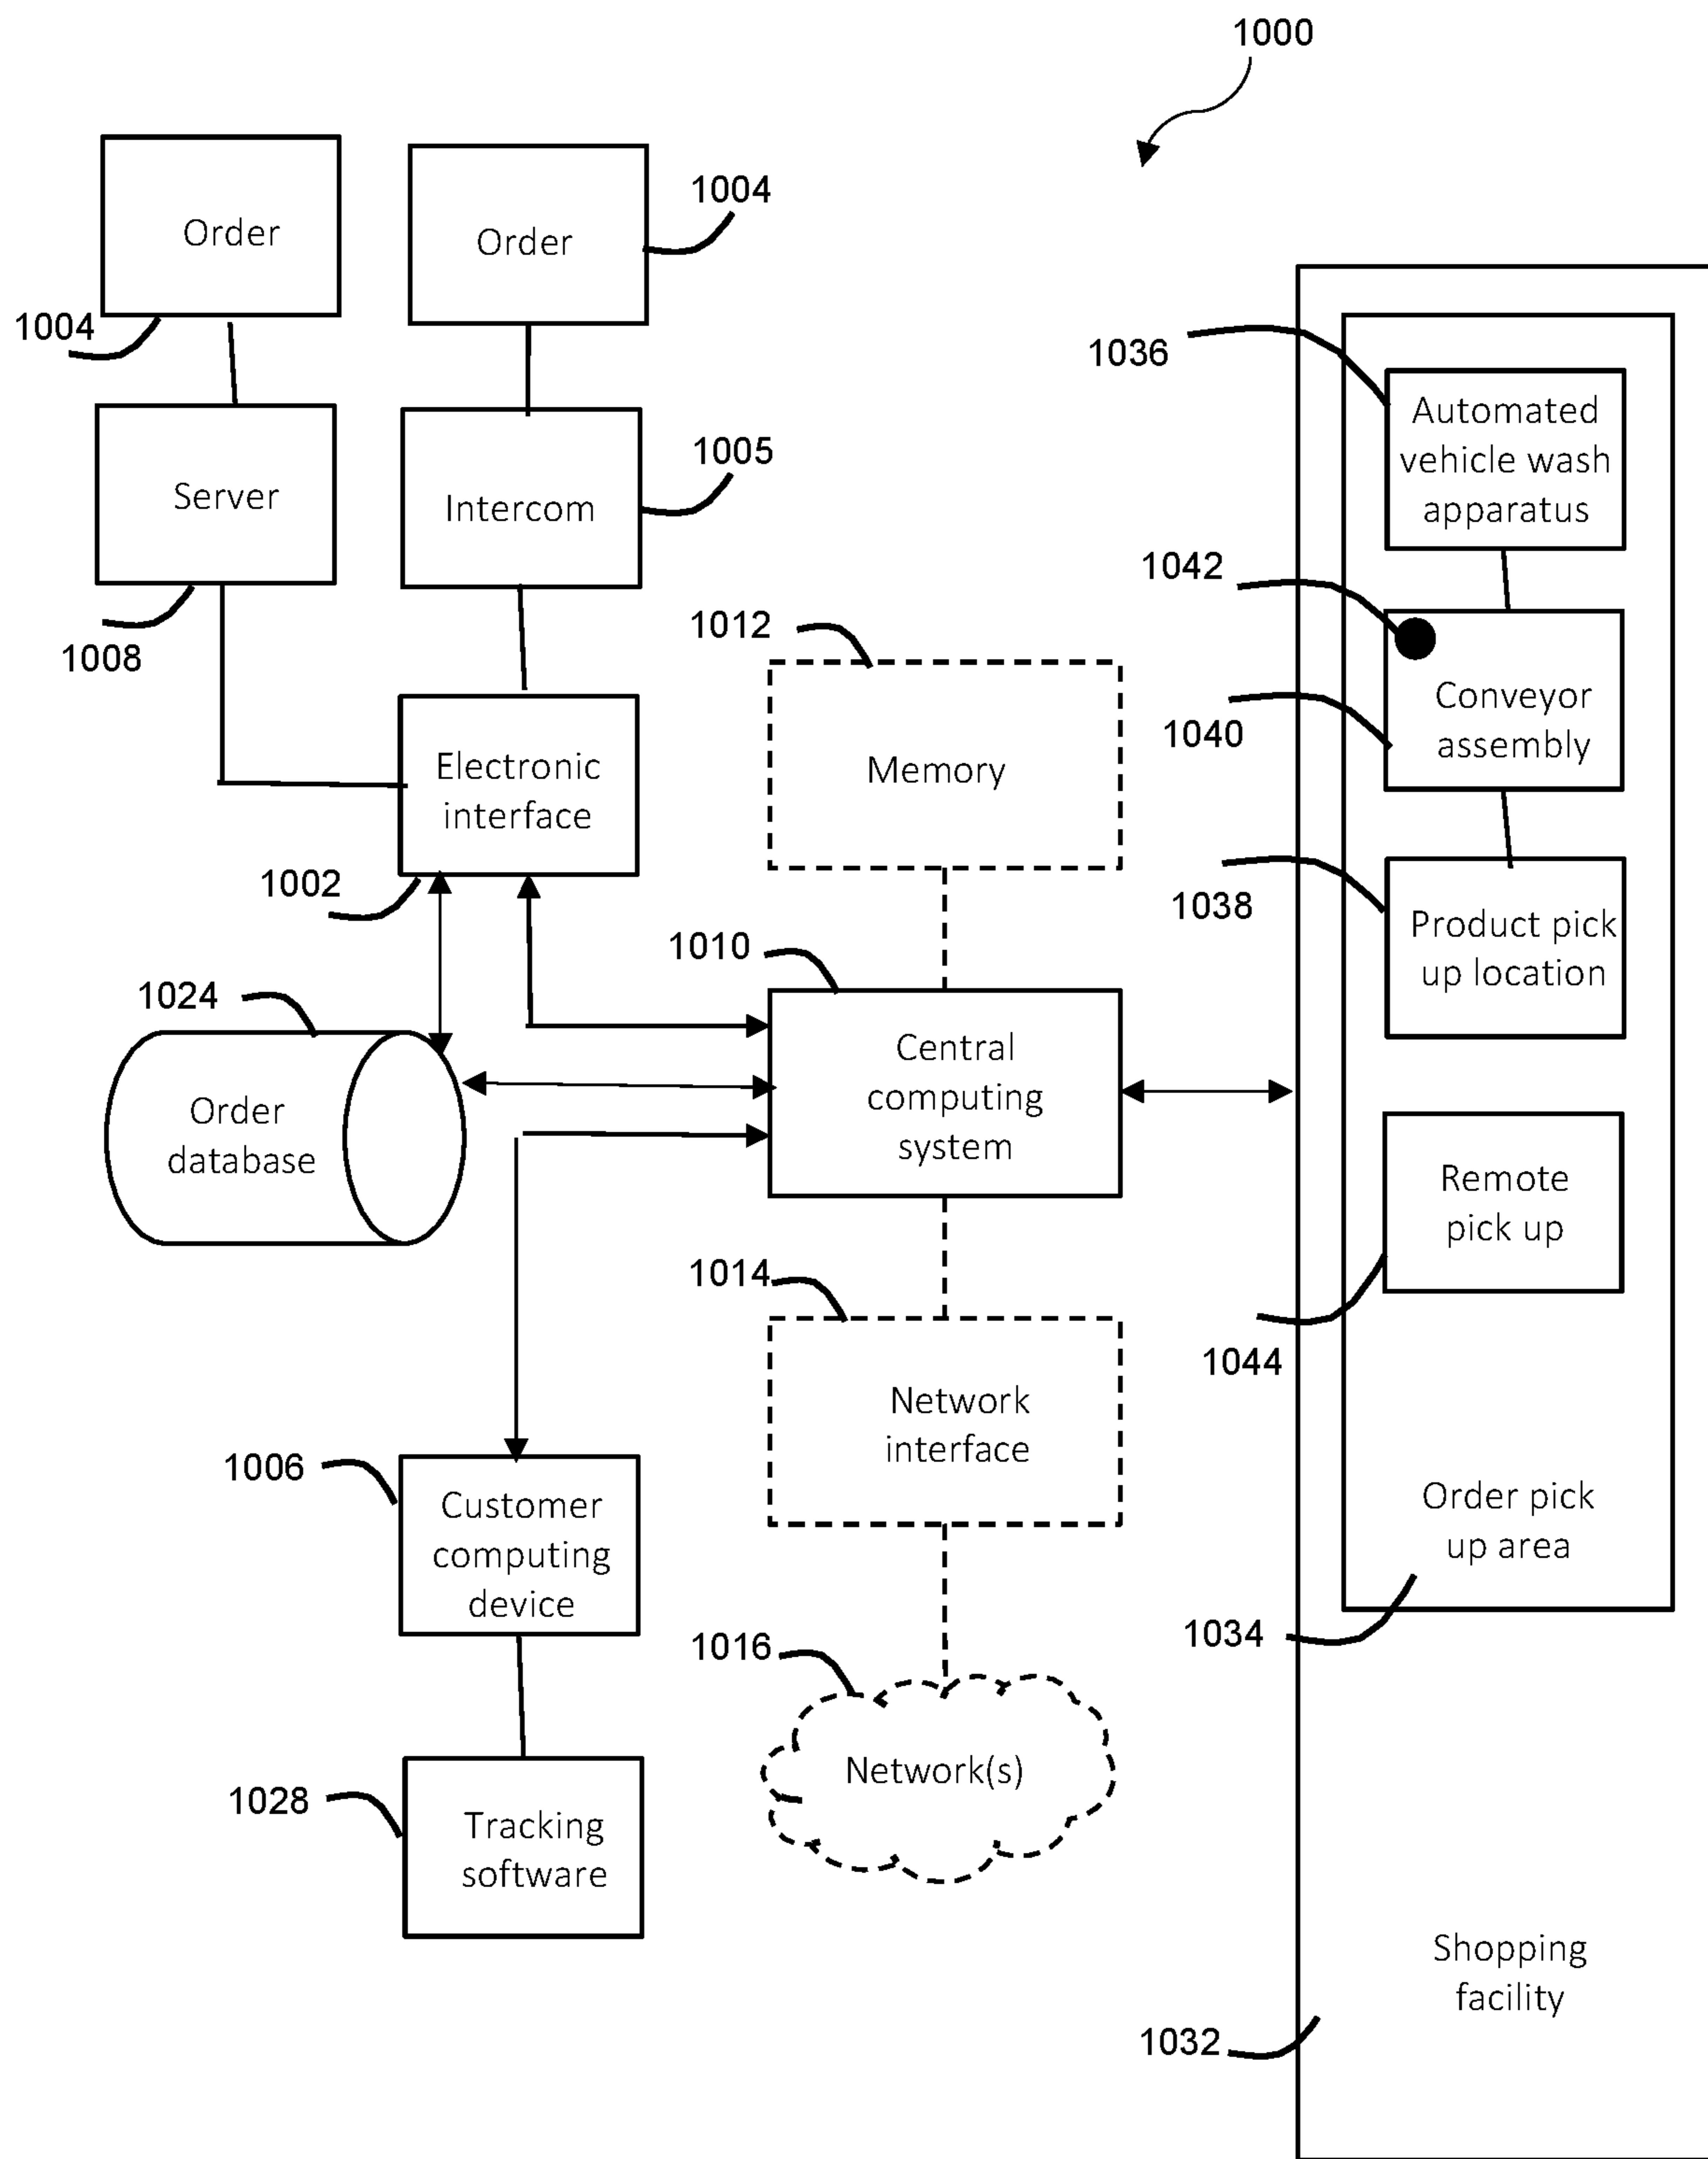 1000
Order
1004
Order
1004
Server
1008
Intercom
1005
Electronic
interface
1002
1012
Memory
1010
Central
computing
system
1024
Order
database
1014
Network
interface
1006
Customer
computing
device
1016
Network(s)
1028
Tracking
software
1036
Automated
vehicle wash
apparatus
1042
Conveyor
assembly
1040
1038
Product pick
up location
Remote
pick up
1044
Order pick
up area
1034
Shopping
facility
1032